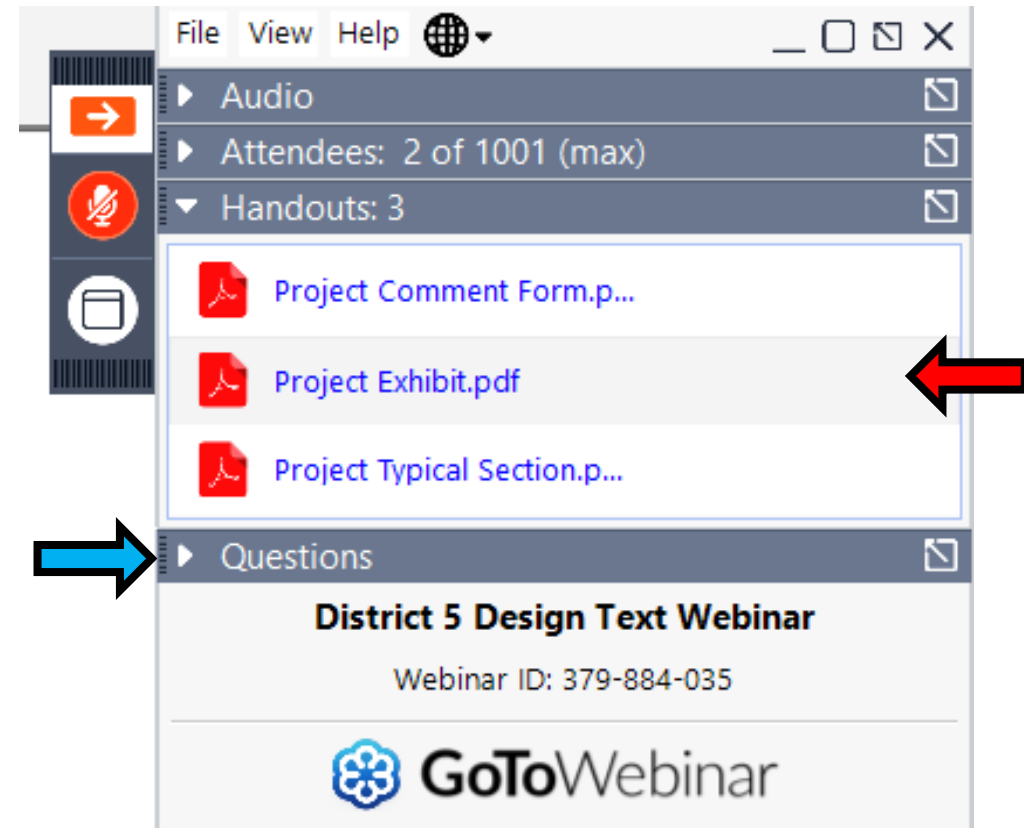 File View Help
Audio
Attendees: 2 of 1001 (max)
Handouts: 3
Project Comment Form.p...
Project Exhibit.pdf
Project Typical Section.p...
Questions
District 5 Design Text Webinar
Webinar ID: 379-884-035
GoToWebinar